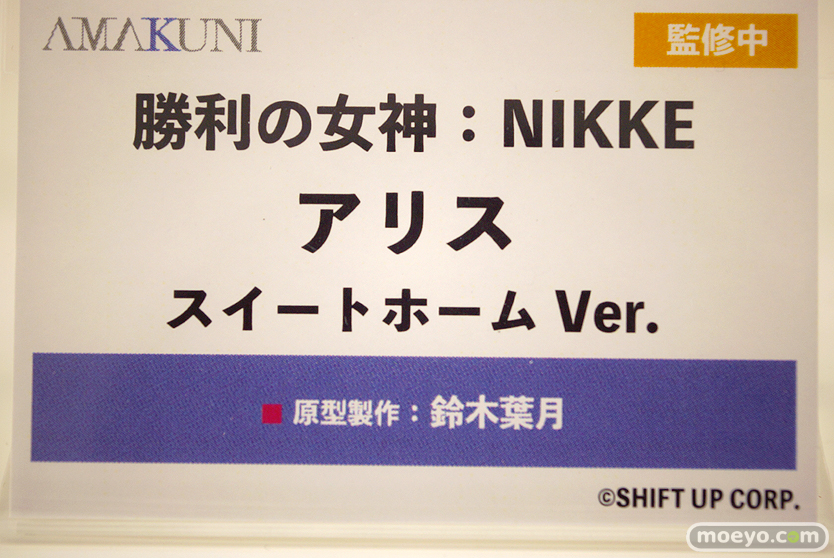 AMAKUNI
監修中
勝利の女神：NIKKE
アリス
スイートホーム Ver.
■ 原型製作：鈴木葉月
©SHIFT UP CORP.
moeyo.com